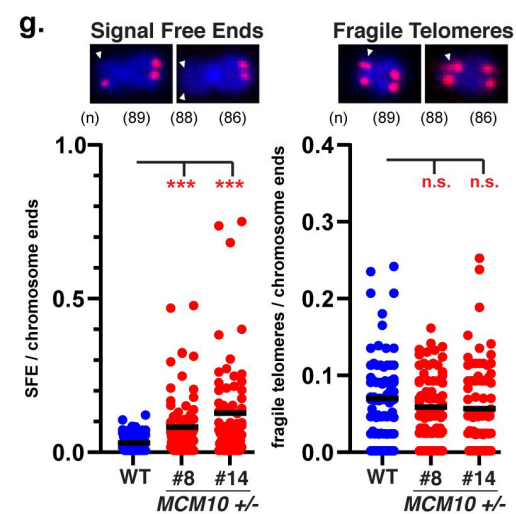 g.
Signal Free Ends
(n) (89) (88) (86)
SFE / chromosome ends
1.0
0.5
0.0
*** ***
WT #8 #14
MCM10 +/-
Fragile Telomeres
(n) (89) (88) (86)
fragile telomeres / chromosome ends
0.4
0.3
0.2
0.1
0.0
n.s. n.s.
WT #8 #14
MCM10 +/-